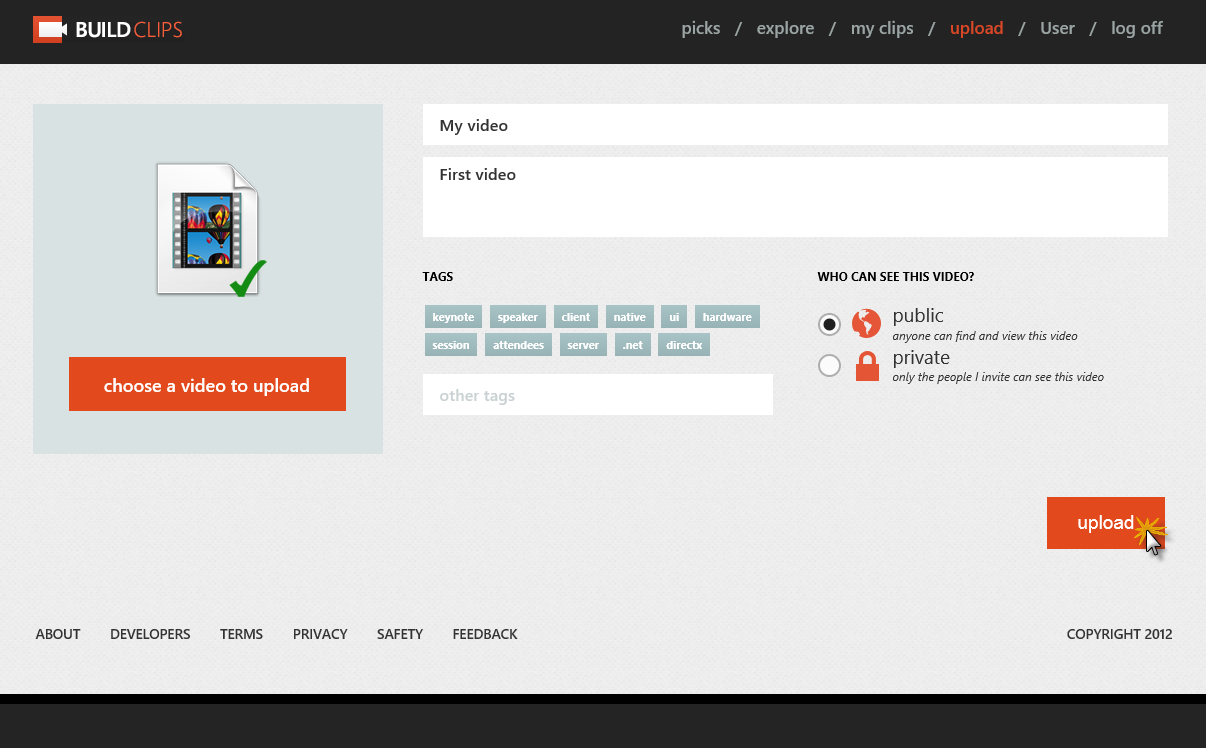 BUILDCLIPS
picks / explore / my clips / upload / User / log off
My video
First video
TAGS
keynote speaker client native ui hardware
session attendees server .net directx
other tags
WHO CAN SEE THIS VIDEO?
public
anyone can find and view this video
private
only the people I invite can see this video
choose a video to upload
upload
ABOUT DEVELOPERS TERMS PRIVACY SAFETY FEEDBACK COPYRIGHT 2012